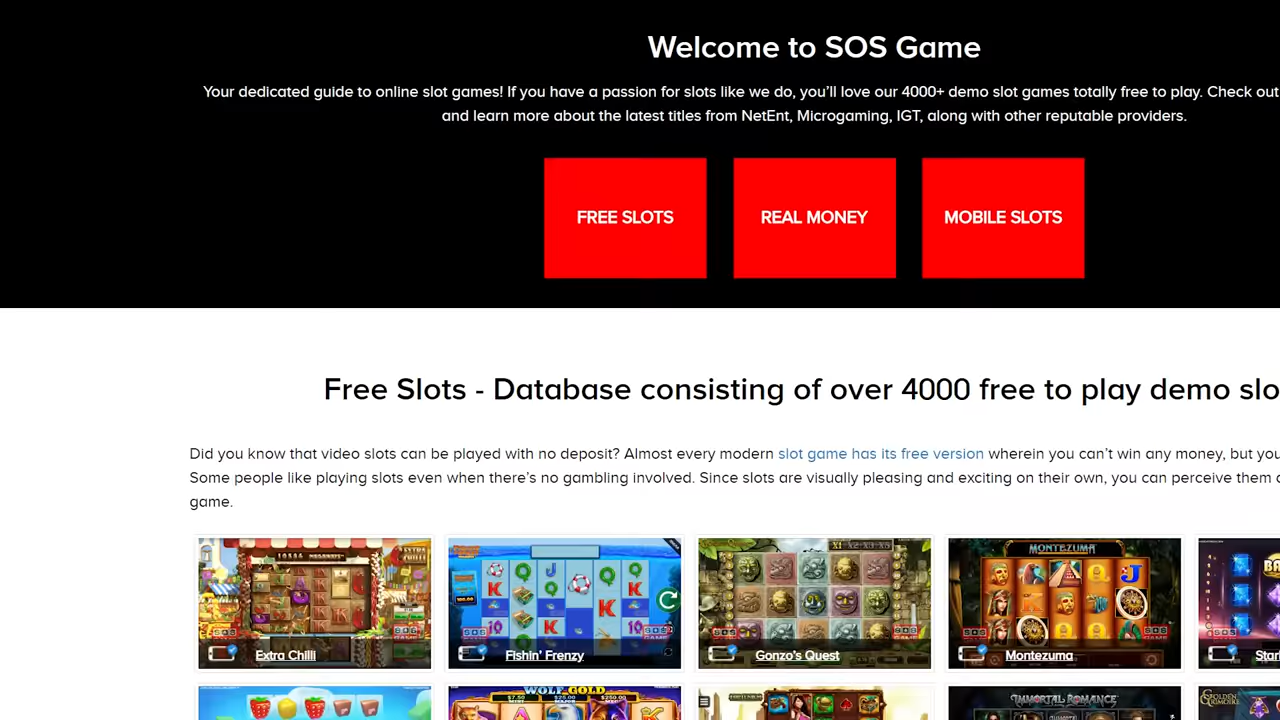 Welcome to SOS Game
Your dedicated guide to online slot games! If you have a passion for slots like we do, you'll love our 4000+ demo slot games totally free to play. Check out
and learn more about the latest titles from NetEnt, Microgaming, IGT, along with other reputable providers.
FREE SLOTS REAL MONEY MOBILE SLOTS
Free Slots - Database consisting of over 4000 free to play demo slo
Did you know that video slots can be played with no deposit? Almost every modern slot game has its free version wherein you can't win any money, but you
Some people like playing slots even when there's no gambling involved. Since slots are visually pleasing and exciting on their own, you can perceive them
game.
MONTEZUMA
Extra Chilli Fishin' Frenzy Gonzo's Quest Montezuma Star
WOLF GOLD IMMORTAL ROMANCE